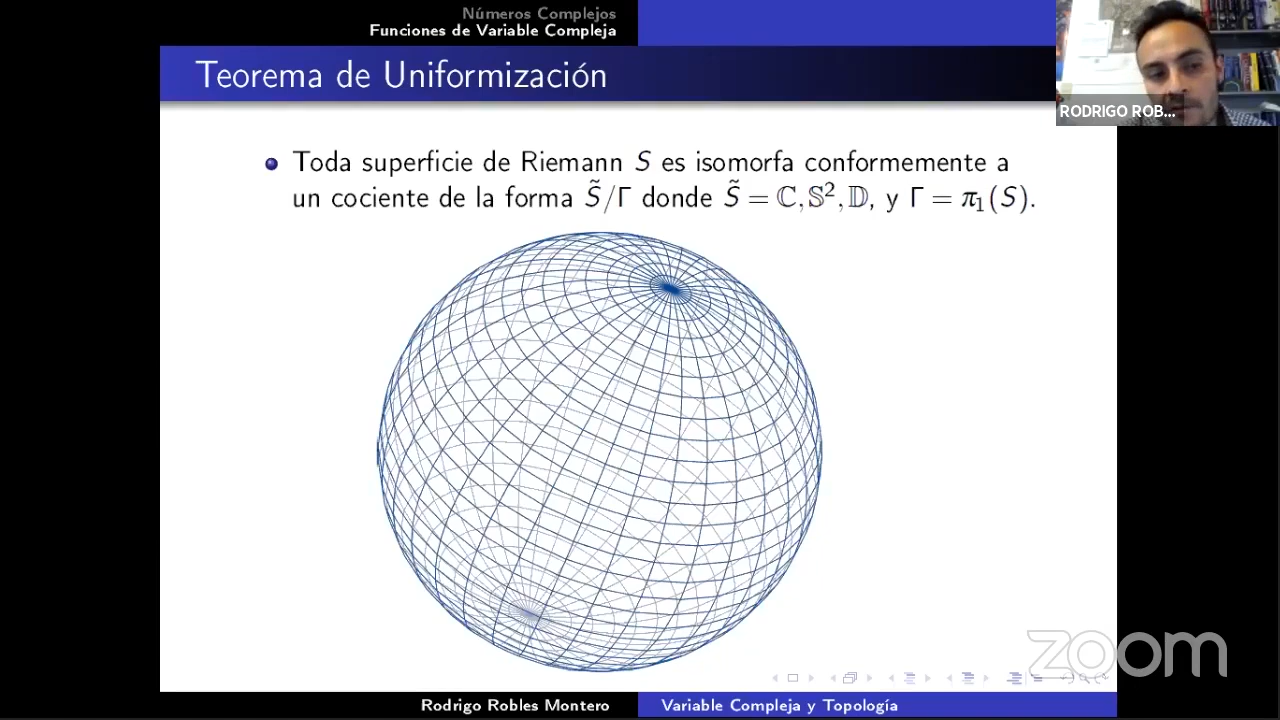 Números Complejos
Funciones de Variable Compleja
Teorema de Uniformización
RODRIGO ROB...
Toda superficie de Riemann S es isomorfa conformemente a
un cociente de la forma S̃/Γ donde S̃ = ℂ, 𝕊², 𝔻, y Γ = π₁(S).
zoom
Rodrigo Robles Montero
Variable Compleja y Topología